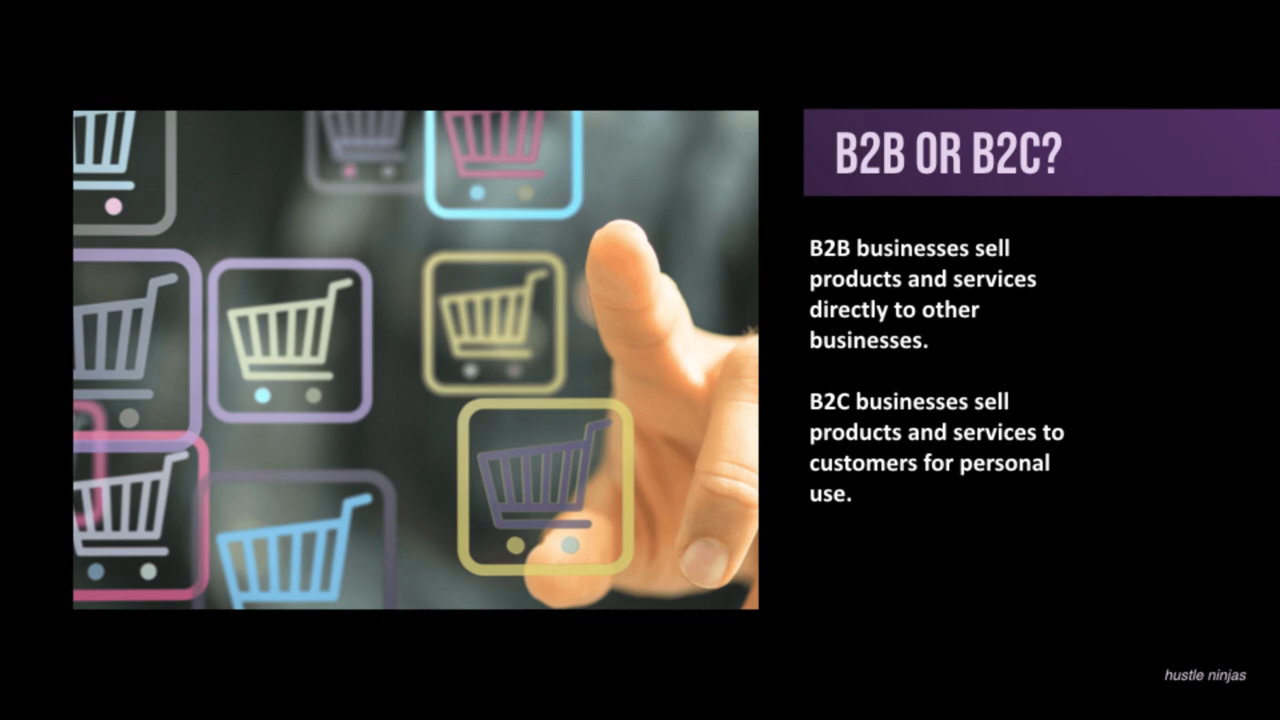 B2B OR B2C?
B2B businesses sell
products and services
directly to other
businesses.
B2C businesses sell
products and services to
customers for personal
use.
hustle ninjas